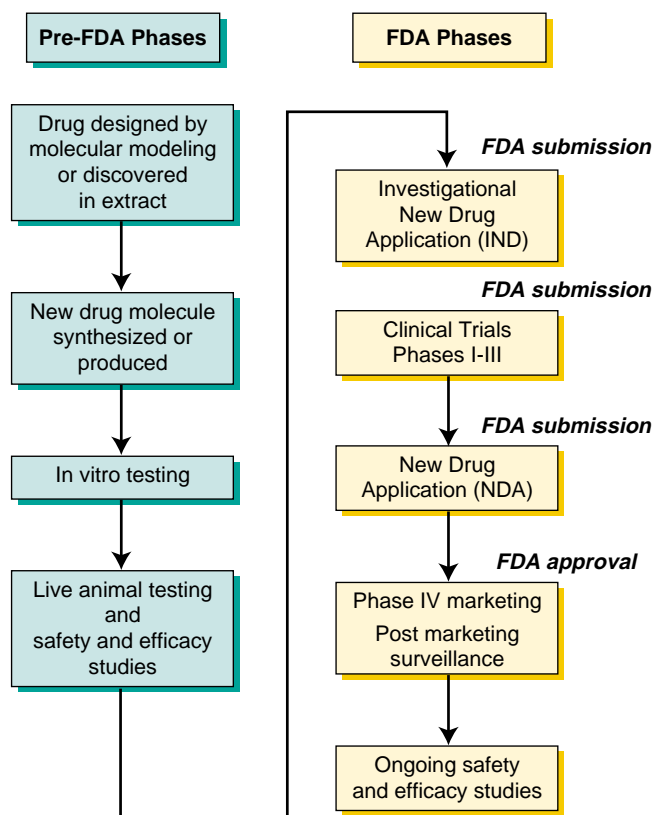 Pre-FDA Phases
Drug designed by
molecular modeling
or discovered
in extract
New drug molecule
synthesized or
produced
In vitro testing
Live animal testing
and
safety and efficacy
studies
FDA Phases
FDA submission
Investigational
New Drug
Application (IND)
FDA submission
Clinical Trials
Phases I-III
FDA submission
New Drug
Application (NDA)
FDA approval
Phase IV marketing
Post marketing
surveillance
Ongoing safety
and efficacy studies